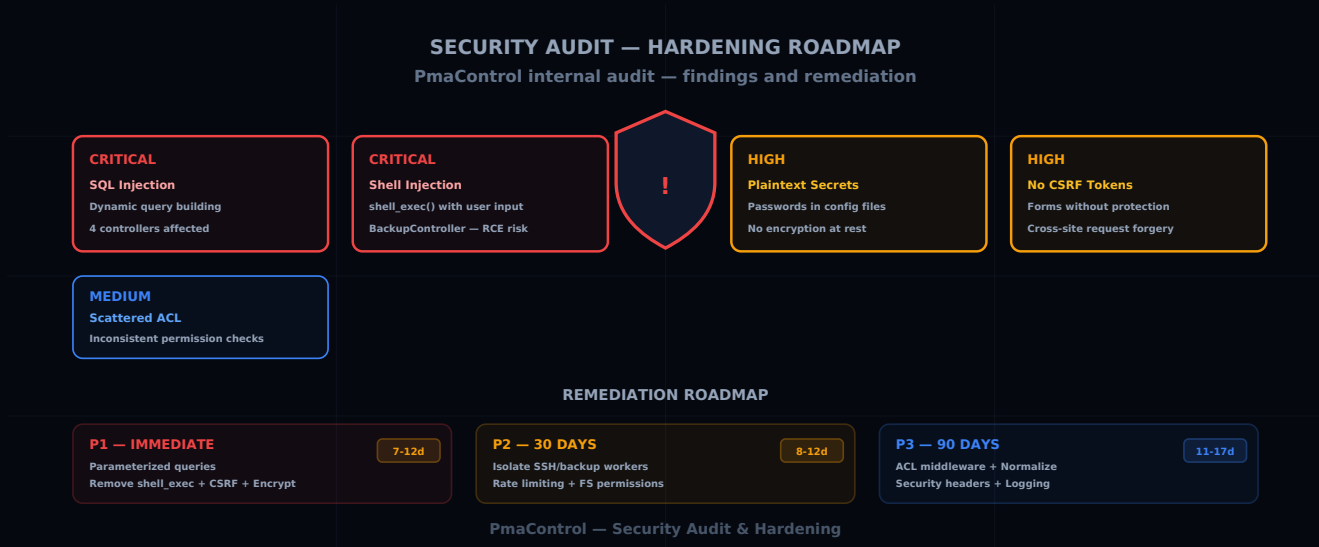 SECURITY AUDIT — HARDENING ROADMAP
PmaControl internal audit — findings and remediation
CRITICAL
SQL Injection
Dynamic query building
4 controllers affected
CRITICAL
Shell Injection
shell_exec() with user input
BackupController — RCE risk
!
HIGH
Plaintext Secrets
Passwords in config files
No encryption at rest
HIGH
No CSRF Tokens
Forms without protection
Cross-site request forgery
MEDIUM
Scattered ACL
Inconsistent permission checks
REMEDIATION ROADMAP
P1 — IMMEDIATE
7-12d
Parameterized queries
Remove shell_exec + CSRF + Encrypt
P2 — 30 DAYS
8-12d
Isolate SSH/backup workers
Rate limiting + FS permissions
P3 — 90 DAYS
11-17d
ACL middleware + Normalize
Security headers + Logging
PmaControl — Security Audit & Hardening